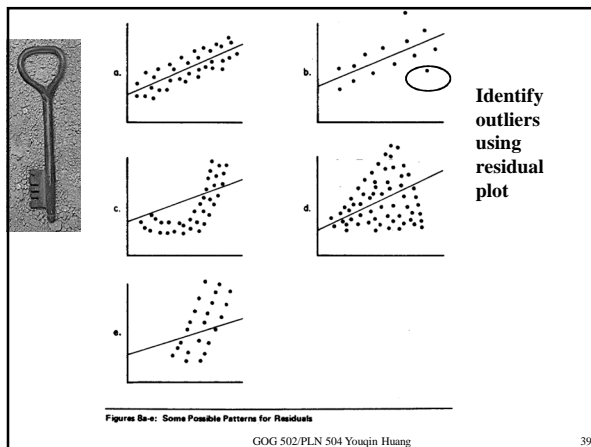 a.
b.
Identify
outliers
using
residual
plot
c.
d.
e.
Figures 8a-e: Some Possible Patterns for Residuals
GOG 502/PLN 504 Youqin Huang
39